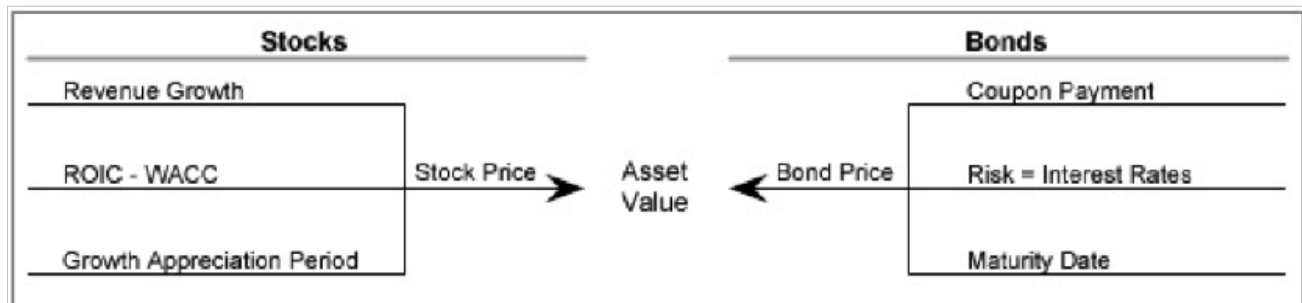 Stocks
Bonds
Revenue Growth
Coupon Payment
ROIC - WACC
Stock Price
Asset
Value
Bond Price
Risk = Interest Rates
Growth Appreciation Period
Maturity Date